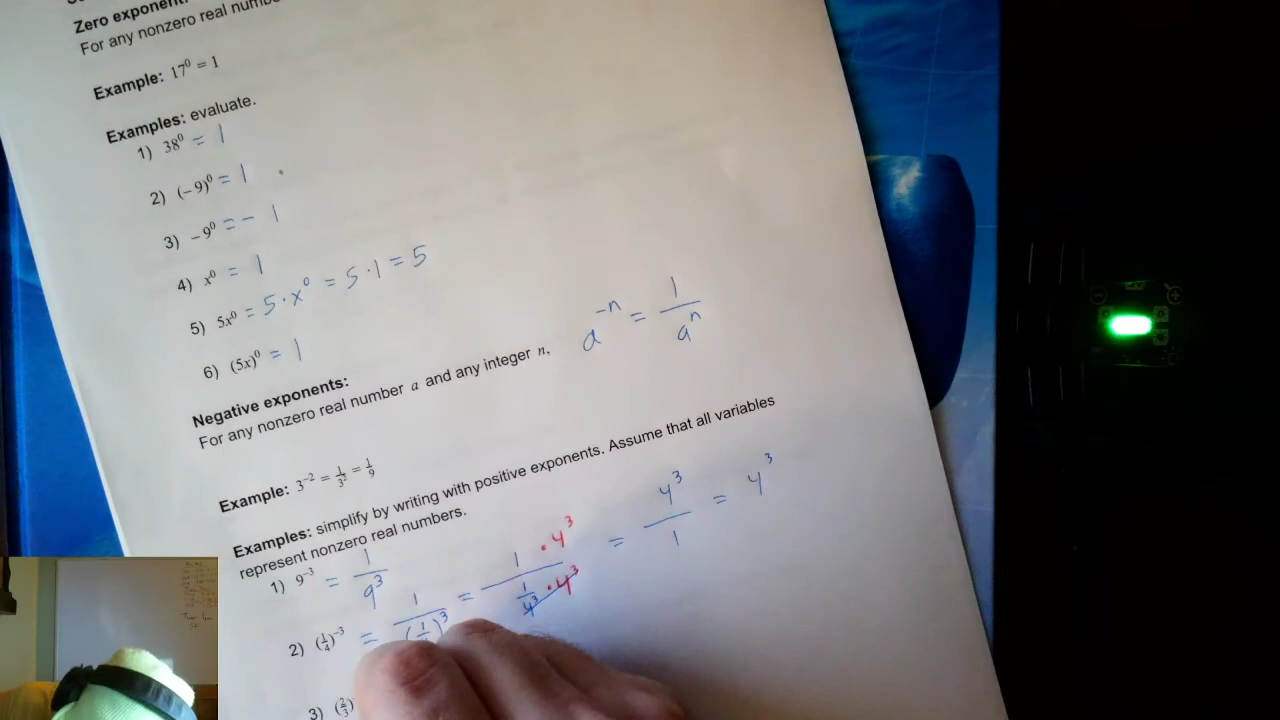 Zero exponent:
For any nonzero real
Example: 17⁰ = 1
Examples: evaluate.
1) 38⁰ = 1
2) (−9)⁰ = 1
3) −9⁰ = − 1
4) x⁰ = 1
5) 5x⁰ = 5·x⁰ = 5·1 = 5
6) (5x)⁰ = 1
Negative exponents:
For any nonzero real number a and any integer n, a⁻ⁿ = 1/aⁿ
Example: 3⁻² = 1/3² = 1/9
Examples: simplify by writing with positive exponents. Assume that all variables
represent nonzero real numbers.
1) 9⁻³ = 1/9³
2) (1/4)⁻³ = = (1 · 4³)/(1/4³ · 4³) = 4³/1 = 4³
3) (2/3)